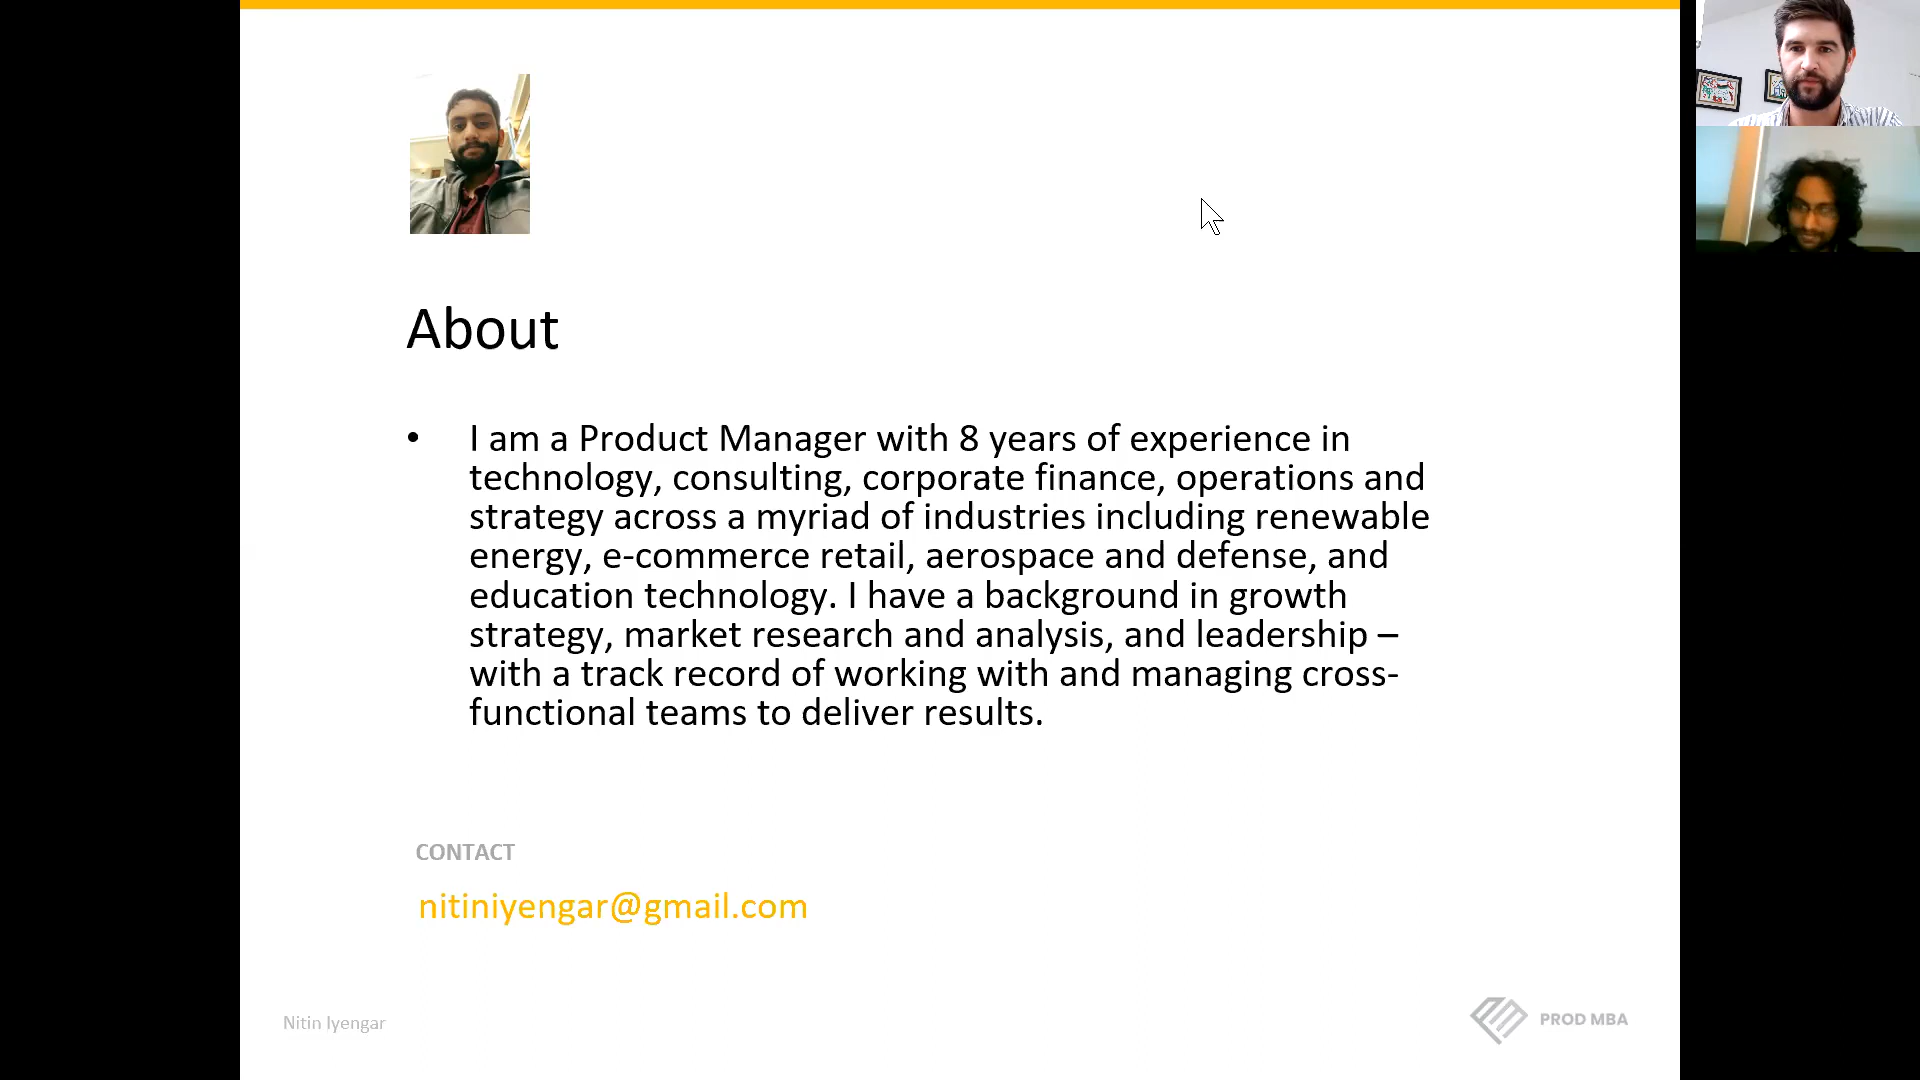 About
• I am a Product Manager with 8 years of experience in
technology, consulting, corporate finance, operations and
strategy across a myriad of industries including renewable
energy, e-commerce retail, aerospace and defense, and
education technology. I have a background in growth
strategy, market research and analysis, and leadership –
with a track record of working with and managing cross-
functional teams to deliver results.
CONTACT
nitiniyengar@gmail.com
Nitin Iyengar
PROD MBA